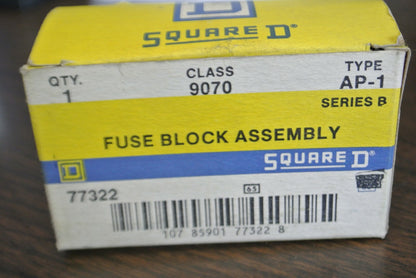 SQUARE D®
QTY. CLASS TYPE
1 9070 AP-1
SERIES B
FUSE BLOCK ASSEMBLY
D SQUARE D®
77322 65
107 85901 77322 8